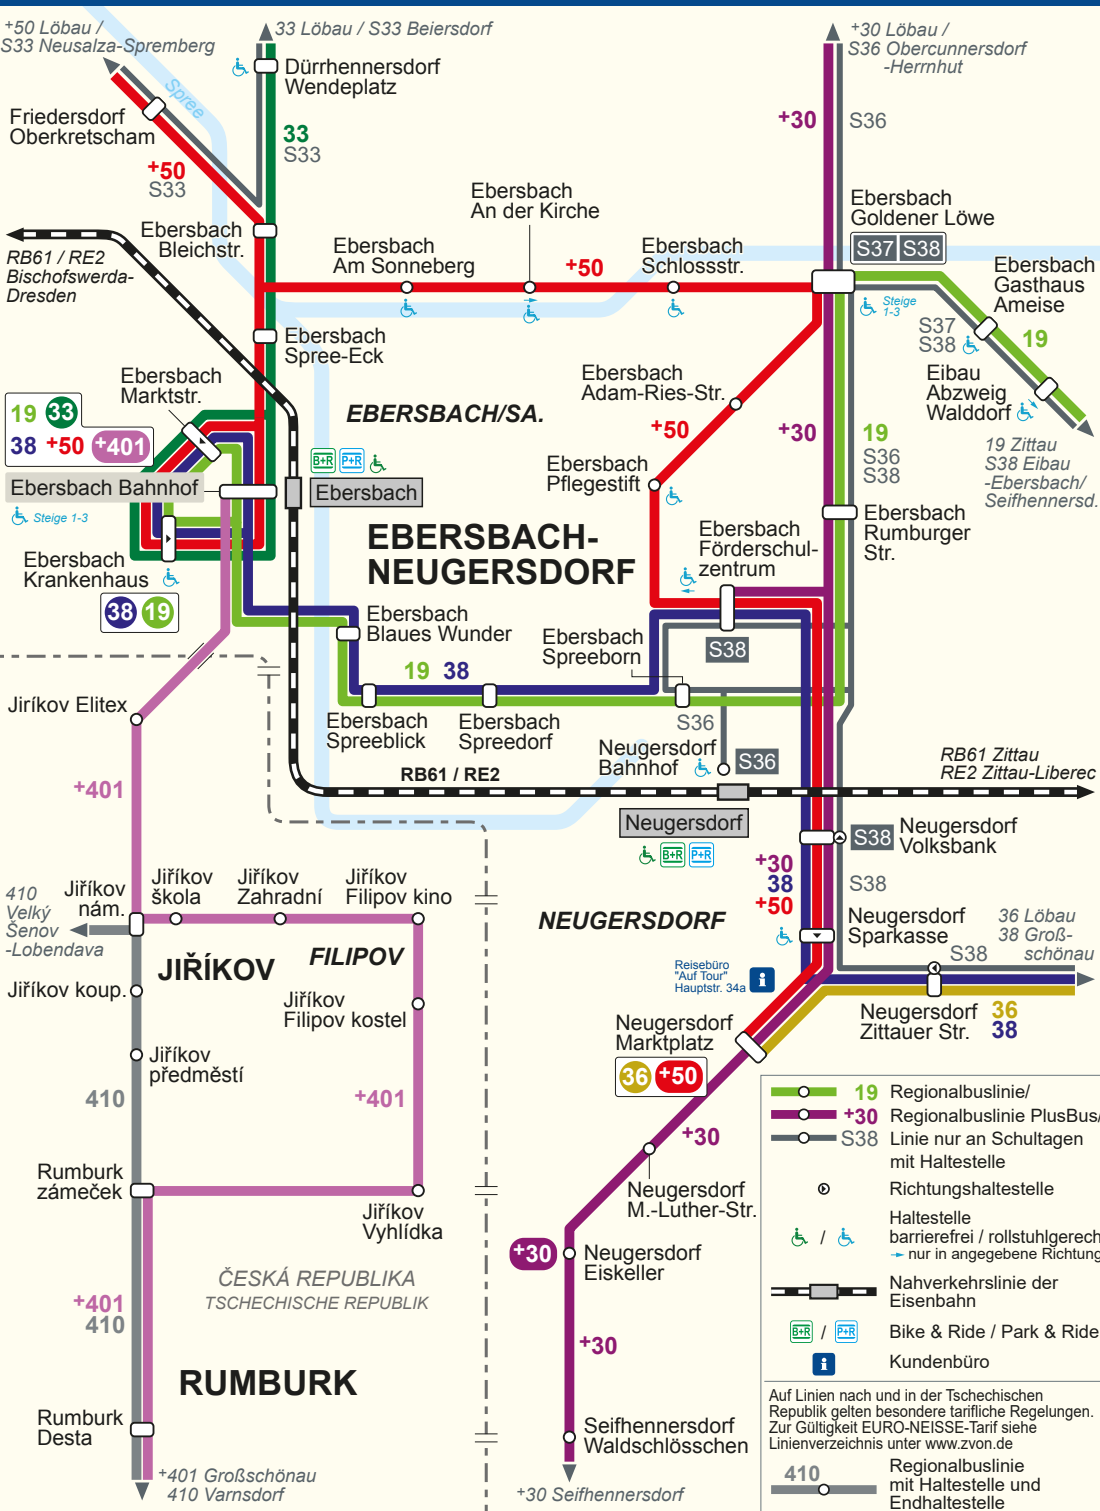 +50 Löbau /
S33 Neusalza-Spremberg
33 Löbau / S33 Beiersdorf
+30 Löbau /
S36 Obercunnersdorf
-Herrnhut
Dürrhennersdorf
Wendeplatz
Spree
Friedersdorf
Oberkretscham
33
S33
+50
S33
+30
S36
Ebersbach
An der Kirche
Ebersbach
Goldener Löwe
S37 S38
Ebersbach
Bleichstr.
Ebersbach
Am Sonneberg
+50
Ebersbach
Schlossstr.
RB61 / RE2
Bischofswerda-
Dresden
Ebersbach
Gasthaus
Ameise
Steige
1-3
S37
S38
19
Ebersbach
Spree-Eck
Ebersbach
Marktstr.
Ebersbach
Adam-Ries-Str.
Eibau
Abzweig
Walddorf
19 33
38 +50 +401
EBERSBACH/SA.
+50
+30
19
S36
S38
19 Zittau
S38 Eibau
-Ebersbach/
Seifhennersd.
B+R P+R
Ebersbach Bahnhof
Ebersbach
Steige 1-3
Ebersbach
Pflegestift
Ebersbach
Rumburger
Str.
EBERSBACH-
NEUGERSDORF
Ebersbach
Förderschul-
zentrum
Ebersbach
Krankenhaus
38 19
Ebersbach
Blaues Wunder
Ebersbach
Spreeborn
S38
19 38
Jiríkov Elitex
Ebersbach
Spreeblick
Ebersbach
Spreedorf
S36
Neugersdorf
Bahnhof
S36
RB61 / RE2
RB61 Zittau
RE2 Zittau-Liberec
+401
Neugersdorf
B+R P+R
S38
Neugersdorf
Volksbank
+30
38
+50
S38
410
Velký
Šenov
-Lobendava
Jiříkov
nám.
Jiříkov
škola
Jiříkov
Zahradní
Jiříkov
Filipov kino
NEUGERSDORF
Neugersdorf
Sparkasse
36 Löbau
38 Groß-
schönau
JIŘÍKOV
FILIPOV
S38
Reisebüro
"Auf Tour"
Hauptstr. 34a
i
Jiříkov koup.
Jiříkov
Filipov kostel
Neugersdorf
Zittauer Str.
36
38
Neugersdorf
Marktplatz
36 +50
Jiříkov
předměstí
410
+401
19 Regionalbuslinie/
+30 Regionalbuslinie PlusBus/
S38 Linie nur an Schultagen
mit Haltestelle
+30
Rumburk
zámeček
Neugersdorf
M.-Luther-Str.
Richtungshaltestelle
Jiříkov
Vyhlídka
Haltestelle
barrierefrei / rollstuhlgerech
nur in angegebene Richtung
+30
Neugersdorf
Eiskeller
ČESKÁ REPUBLIKA
TSCHECHISCHE REPUBLIK
Nahverkehrslinie der
Eisenbahn
+401
410
+30
B+R / P+R Bike & Ride / Park & Ride
i Kundenbüro
RUMBURK
Auf Linien nach und in der Tschechischen
Republik gelten besondere tarifliche Regelungen.
Zur Gültigkeit EURO-NEISSE-Tarif siehe
Linienverzeichnis unter www.zvon.de
Rumburk
Desta
Seifhennersdorf
Waldschlösschen
410 Regionalbuslinie
mit Haltestelle und
Endhaltestelle
+401 Großschönau
410 Varnsdorf
+30 Seifhennersdorf